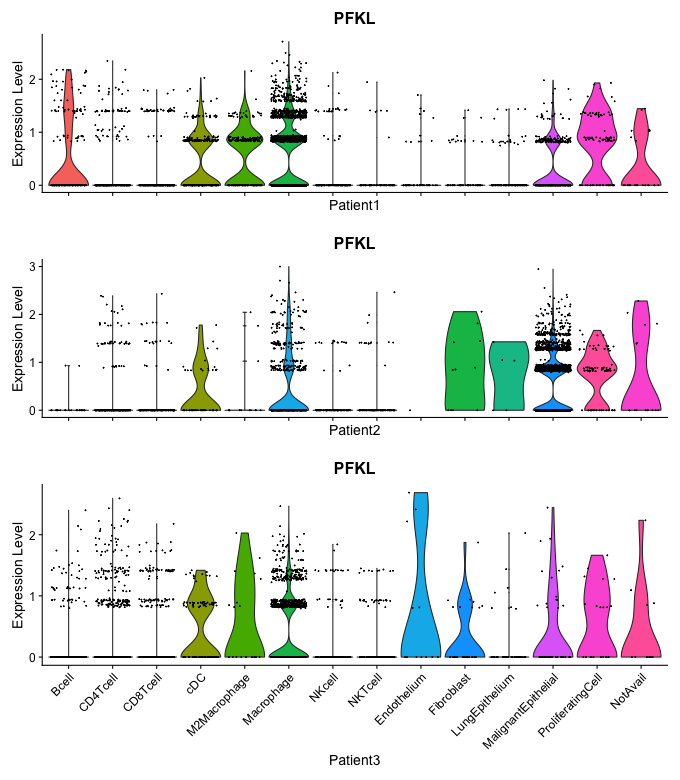 PFKL
Expression Level
2
1
0
Patient1
PFKL
Expression Level
3
2
1
0
Patient2
PFKL
Expression Level
2
1
0
Bcell
CD4Tcell
CD8Tcell
cDC
M2Macrophage
Macrophage
NKcell
NKTcell
Endothelium
Fibroblast
LungEpithelium
MalignantEpithelial
ProliferatingCell
NotAvail
Patient3